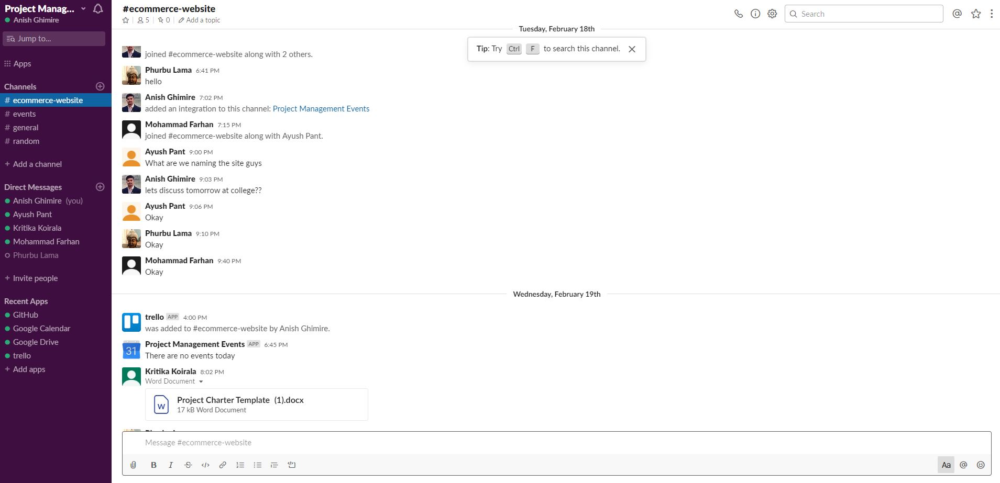 Project Manag...
Anish Ghimire
Jump to...
Apps
Channels
# ecommerce-website
# events
# general
# random
+ Add a channel
Direct Messages
Anish Ghimire (you)
Ayush Pant
Kritika Koirala
Mohammad Farhan
Phurbu Lama
+ Invite people
Recent Apps
GitHub
Google Calendar
Google Drive
trello
+ Add apps
#ecommerce-website
5 | 0 | Add a topic
Search
Tuesday, February 18th
Tip: Try Ctrl F to search this channel.
joined #ecommerce-website along with 2 others.
Phurbu Lama 6:41 PM
hello
Anish Ghimire 7:02 PM
added an integration to this channel: Project Management Events
Mohammad Farhan 7:15 PM
joined #ecommerce-website along with Ayush Pant.
Ayush Pant 9:00 PM
What are we naming the site guys
Anish Ghimire 9:03 PM
lets discuss tomorrow at college??
Ayush Pant 9:06 PM
Okay
Phurbu Lama 9:10 PM
Okay
Mohammad Farhan 9:40 PM
Okay
Wednesday, February 19th
trello APP 4:00 PM
was added to #ecommerce-website by Anish Ghimire.
31
Project Management Events APP 6:45 PM
There are no events today
Kritika Koirala 8:02 PM
Word Document
W
Project Charter Template (1).docx
17 kB Word Document
Message #ecommerce-website
B I S </> Aa @